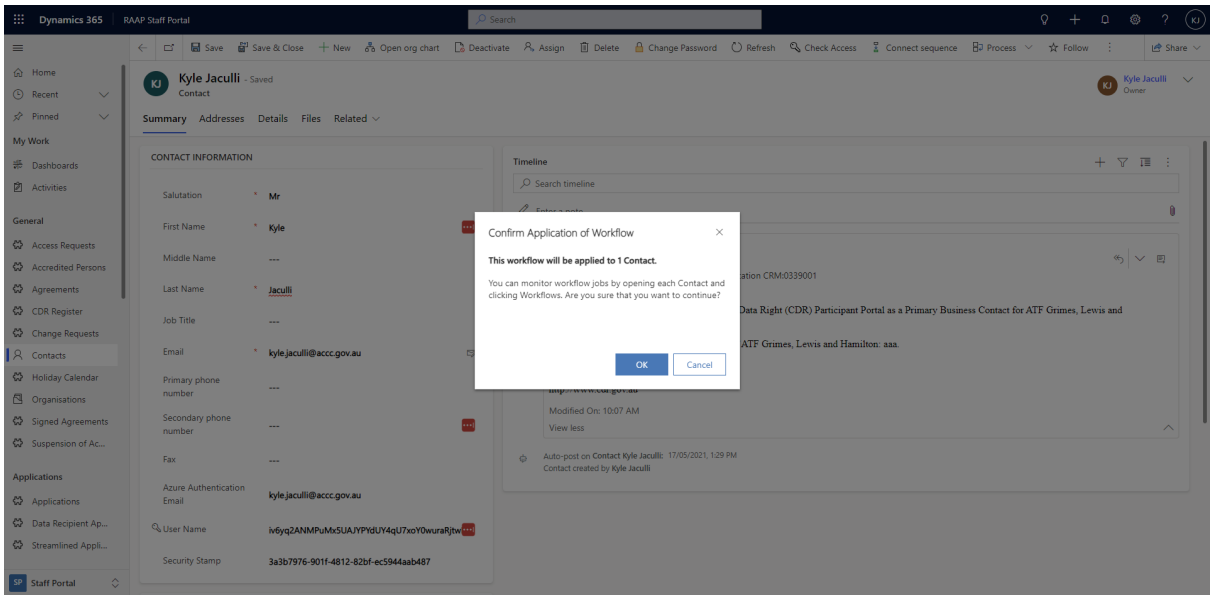 Dynamics 365
RAAP Staff Portal
Search
KJ
Save
Save & Close
New
Open org chart
Deactivate
Assign
Delete
Change Password
Refresh
Check Access
Connect sequence
Process
Follow
Share
Home
Recent
Pinned
My Work
Dashboards
Activities
General
Access Requests
Accredited Persons
Agreements
CDR Register
Change Requests
Contacts
Holiday Calendar
Organisations
Signed Agreements
Suspension of Ac...
Applications
Applications
Data Recipient Ap...
Streamlined Appli...
SP Staff Portal
KJ
Kyle Jaculli - Saved
Contact
KJ
Kyle Jaculli
Owner
Summary Addresses Details Files Related
CONTACT INFORMATION
Salutation * Mr
First Name * Kyle
Middle Name ---
Last Name * Jaculli
Job Title ---
Email * kyle.jaculli@accc.gov.au
Primary phone
number ---
Secondary phone
number ---
Fax ---
Azure Authentication
Email kyle.jaculli@accc.gov.au
User Name iv6yq2ANMPuMx5UAJYPYdUY4qU7xoY0wuraRjtw
Security Stamp 3a3b7976-901f-4812-82bf-ec5944aab487
Timeline
Search timeline
Enter a note
ation CRM:0339001
Data Right (CDR) Participant Portal as a Primary Business Contact for ATF Grimes, Lewis and
ATF Grimes, Lewis and Hamilton: aaa.
http://www.cdr.gov.au
Modified On: 10:07 AM
View less
Auto-post on Contact Kyle Jaculli: 17/05/2021, 1:29 PM
Contact created by Kyle Jaculli
Confirm Application of Workflow
This workflow will be applied to 1 Contact.
You can monitor workflow jobs by opening each Contact and
clicking Workflows. Are you sure that you want to continue?
OK
Cancel